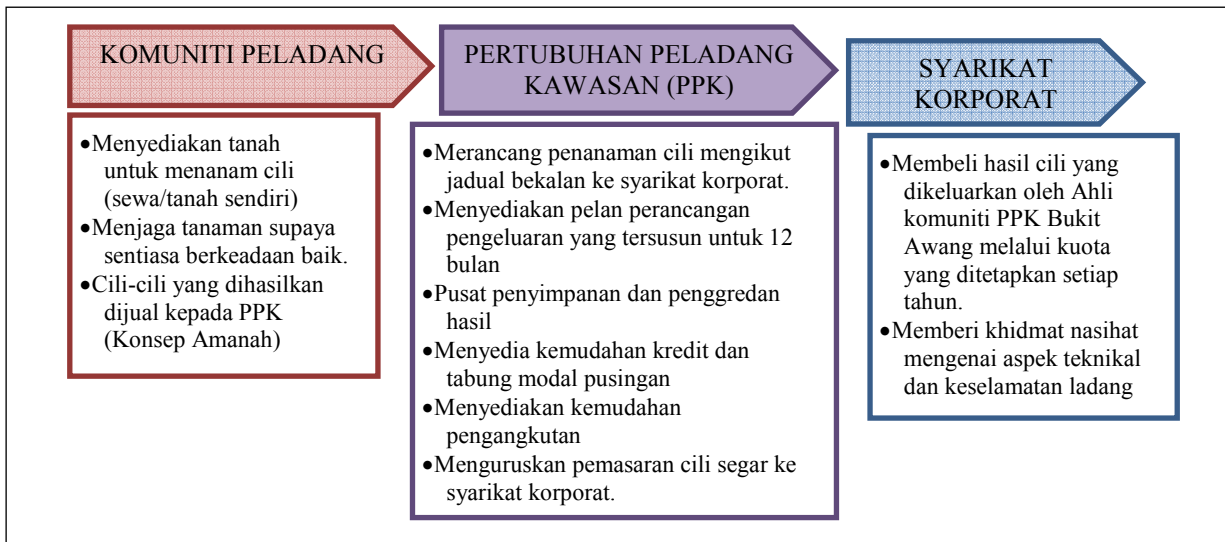 KOMUNITI PELADANG
•Menyediakan tanah
untuk menanam cili
(sewa/tanah sendiri)
•Menjaga tanaman supaya
sentiasa berkeadaan baik.
•Cili-cili yang dihasilkan
dijual kepada PPK
(Konsep Amanah)
PERTUBUHAN PELADANG
KAWASAN (PPK)
•Merancang penanaman cili mengikut
jadual bekalan ke syarikat korporat.
•Menyediakan pelan perancangan
pengeluaran yang tersusun untuk 12
bulan
•Pusat penyimpanan dan penggredan
hasil
•Menyedia kemudahan kredit dan
tabung modal pusingan
•Menyediakan kemudahan
pengangkutan
•Menguruskan pemasaran cili segar ke
syarikat korporat.
SYARIKAT
KORPORAT
•Membeli hasil cili yang
dikeluarkan oleh Ahli
komuniti PPK Bukit
Awang melalui kuota
yang ditetapkan setiap
tahun.
•Memberi khidmat nasihat
mengenai aspek teknikal
dan keselamatan ladang